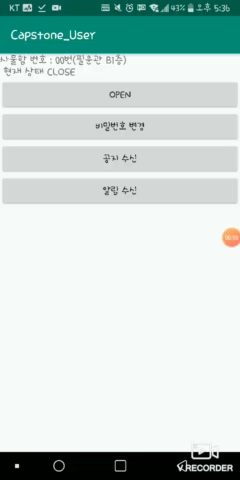 KT
43%
오후 5:36
Capstone_User
사물함 번호 : 00번(필운관 B1층)
현재 상태 CLOSE
OPEN
비밀번호 변경
공지 수신
알림 수신
V.RECORDER